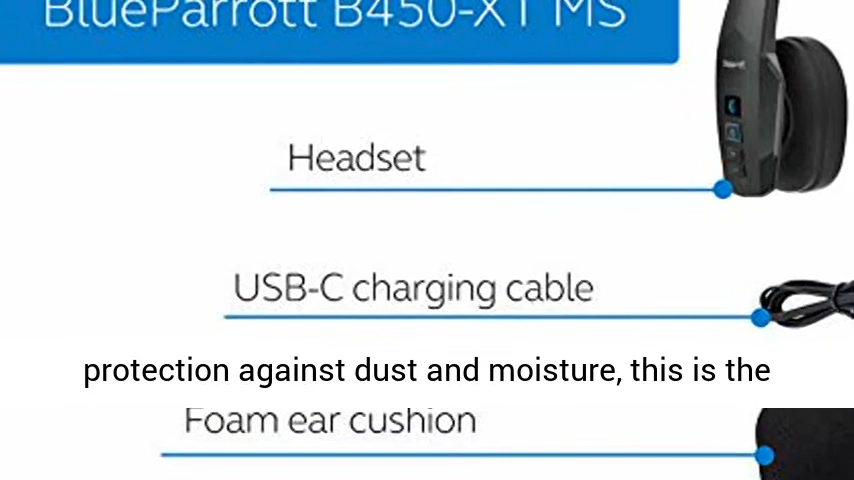 BlueParrott B450-XT MS
Headset
USB-C charging cable
protection against dust and moisture, this is the
Foam ear cushion